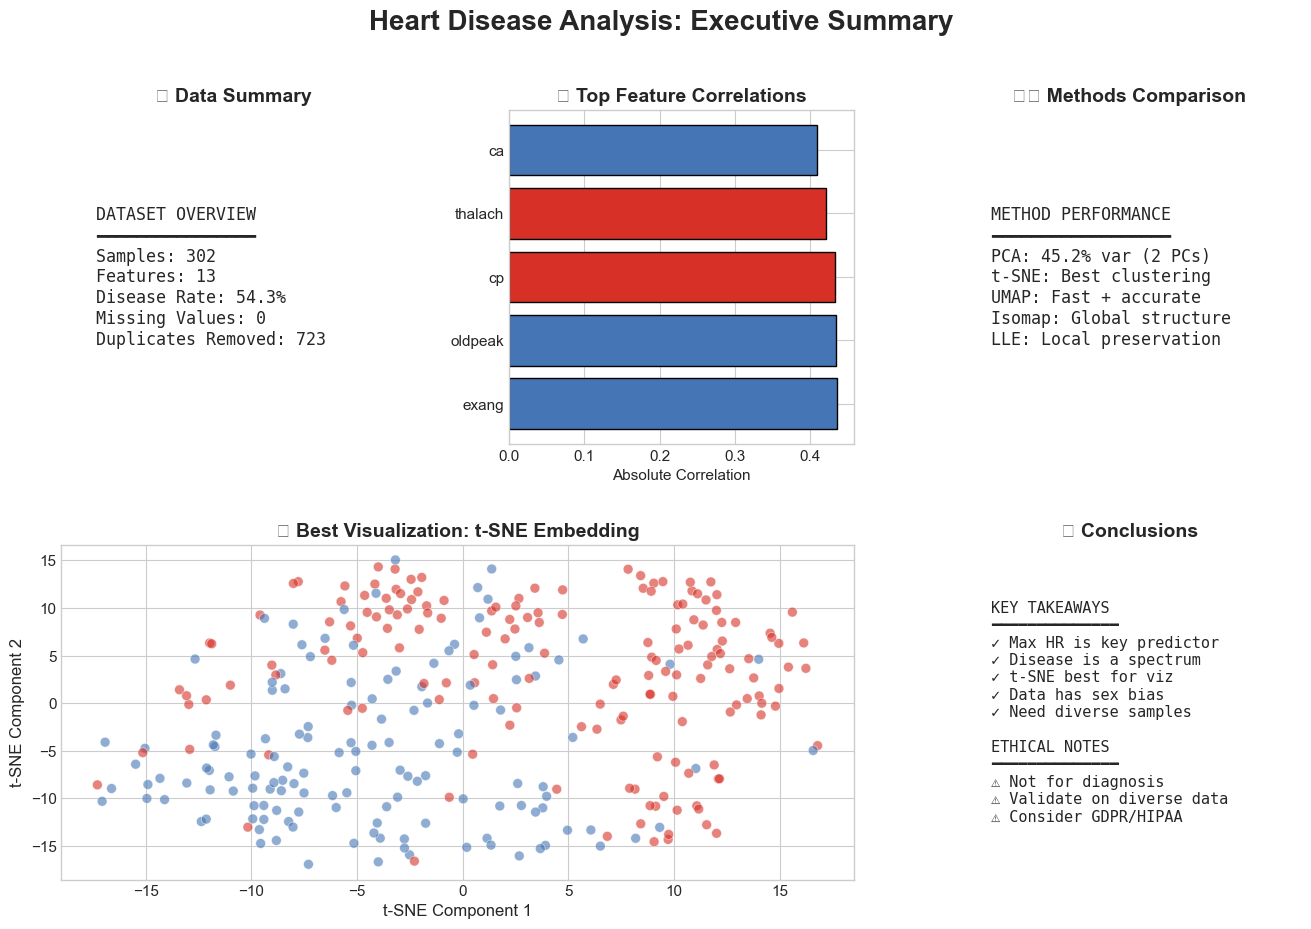 Heart Disease Analysis: Executive Summary
Data Summary
DATASET OVERVIEW
Samples: 302
Features: 13
Disease Rate: 54.3%
Missing Values: 0
Duplicates Removed: 723
Top Feature Correlations
ca
thalach
cp
oldpeak
exang
0.0 0.1 0.2 0.3 0.4
Absolute Correlation
Methods Comparison
METHOD PERFORMANCE
PCA: 45.2% var (2 PCs)
t-SNE: Best clustering
UMAP: Fast + accurate
Isomap: Global structure
LLE: Local preservation
Best Visualization: t-SNE Embedding
t-SNE Component 2
15
10
5
0
−5
−10
−15
−15 −10 −5 0 5 10 15
t-SNE Component 1
Conclusions
KEY TAKEAWAYS
✓ Max HR is key predictor
✓ Disease is a spectrum
✓ t-SNE best for viz
✓ Data has sex bias
✓ Need diverse samples
ETHICAL NOTES
⚠ Not for diagnosis
⚠ Validate on diverse data
⚠ Consider GDPR/HIPAA